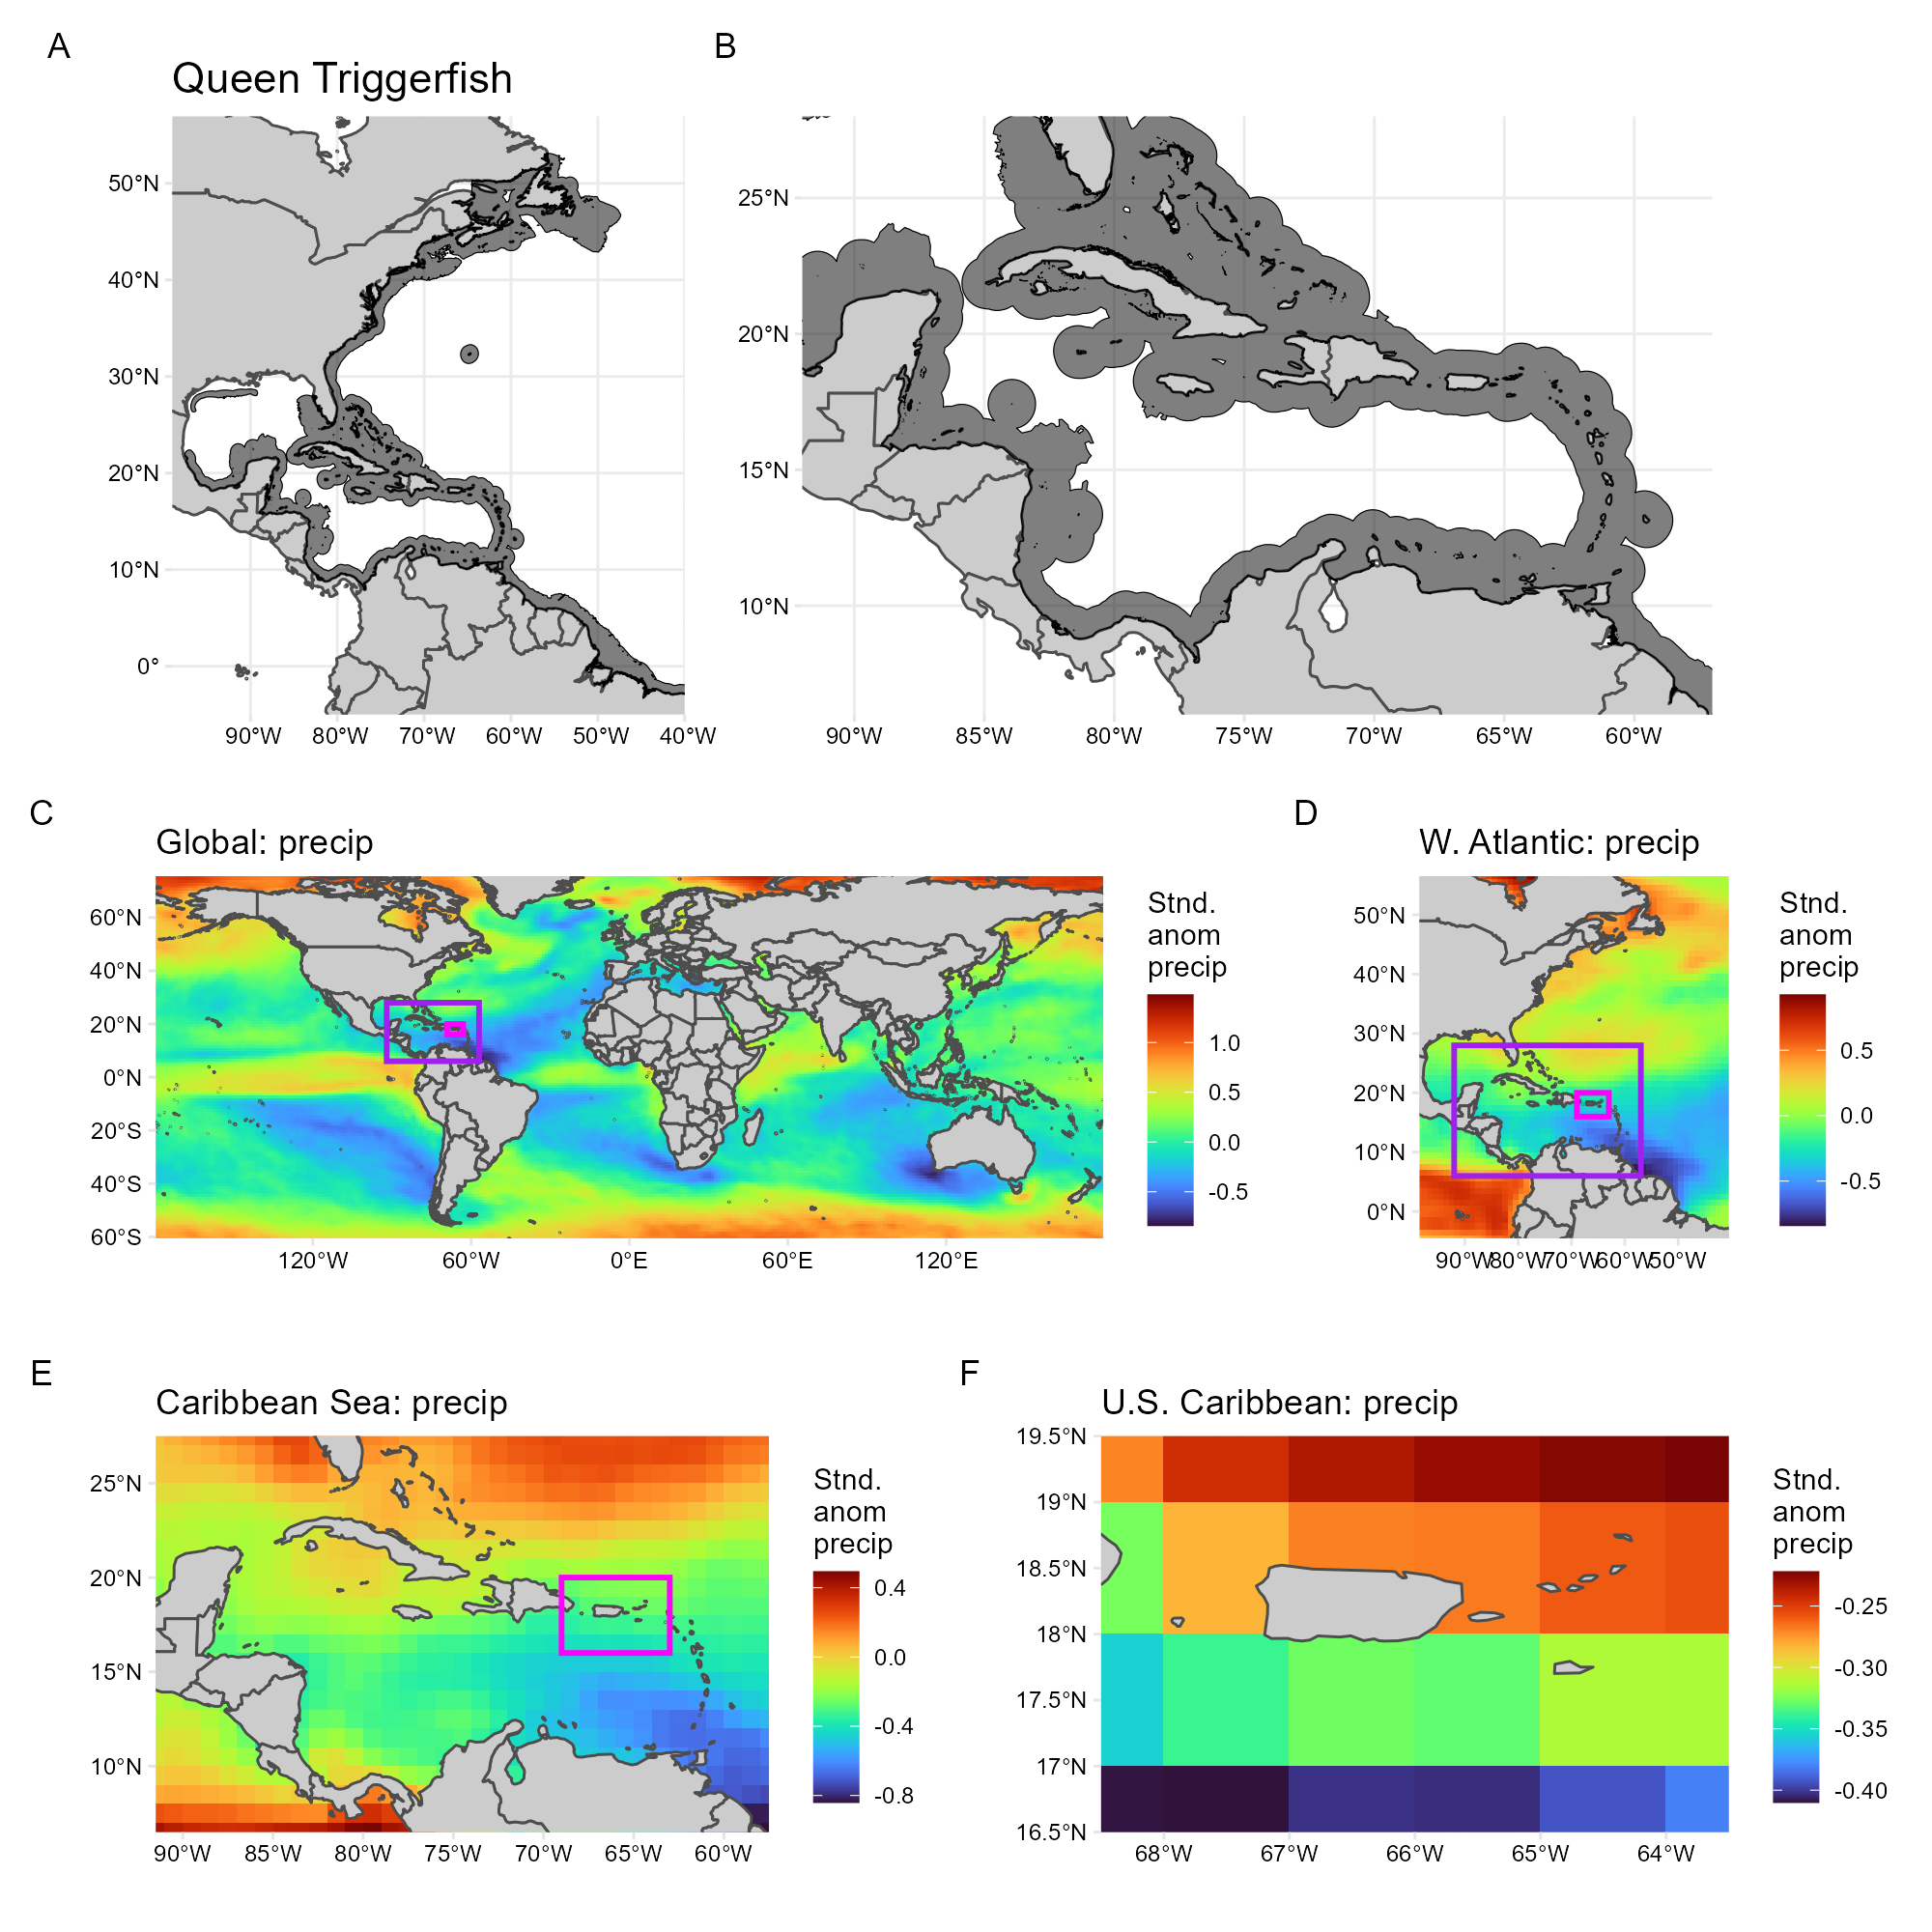 A
B
Queen Triggerfish
50°N
40°N
30°N
20°N
10°N
0°
90°W 80°W 70°W 60°W 50°W 40°W
25°N
20°N
15°N
10°N
90°W 85°W 80°W 75°W 70°W 65°W 60°W
C
Global: precip
60°N
40°N
20°N
0°N
20°S
40°S
60°S
120°W 60°W 0°E 60°E 120°E
Stnd.
anom
precip
1.0
0.5
0.0
-0.5
D
W. Atlantic: precip
50°N
40°N
30°N
20°N
10°N
0°N
90°W 80°W 70°W 60°W 50°W
Stnd.
anom
precip
0.5
0.0
-0.5
E
Caribbean Sea: precip
25°N
20°N
15°N
10°N
90°W 85°W 80°W 75°W 70°W 65°W 60°W
Stnd.
anom
precip
0.4
0.0
-0.4
-0.8
F
U.S. Caribbean: precip
19.5°N
19°N
18.5°N
18°N
17.5°N
17°N
16.5°N
68°W 67°W 66°W 65°W 64°W
Stnd.
anom
precip
-0.25
-0.30
-0.35
-0.40